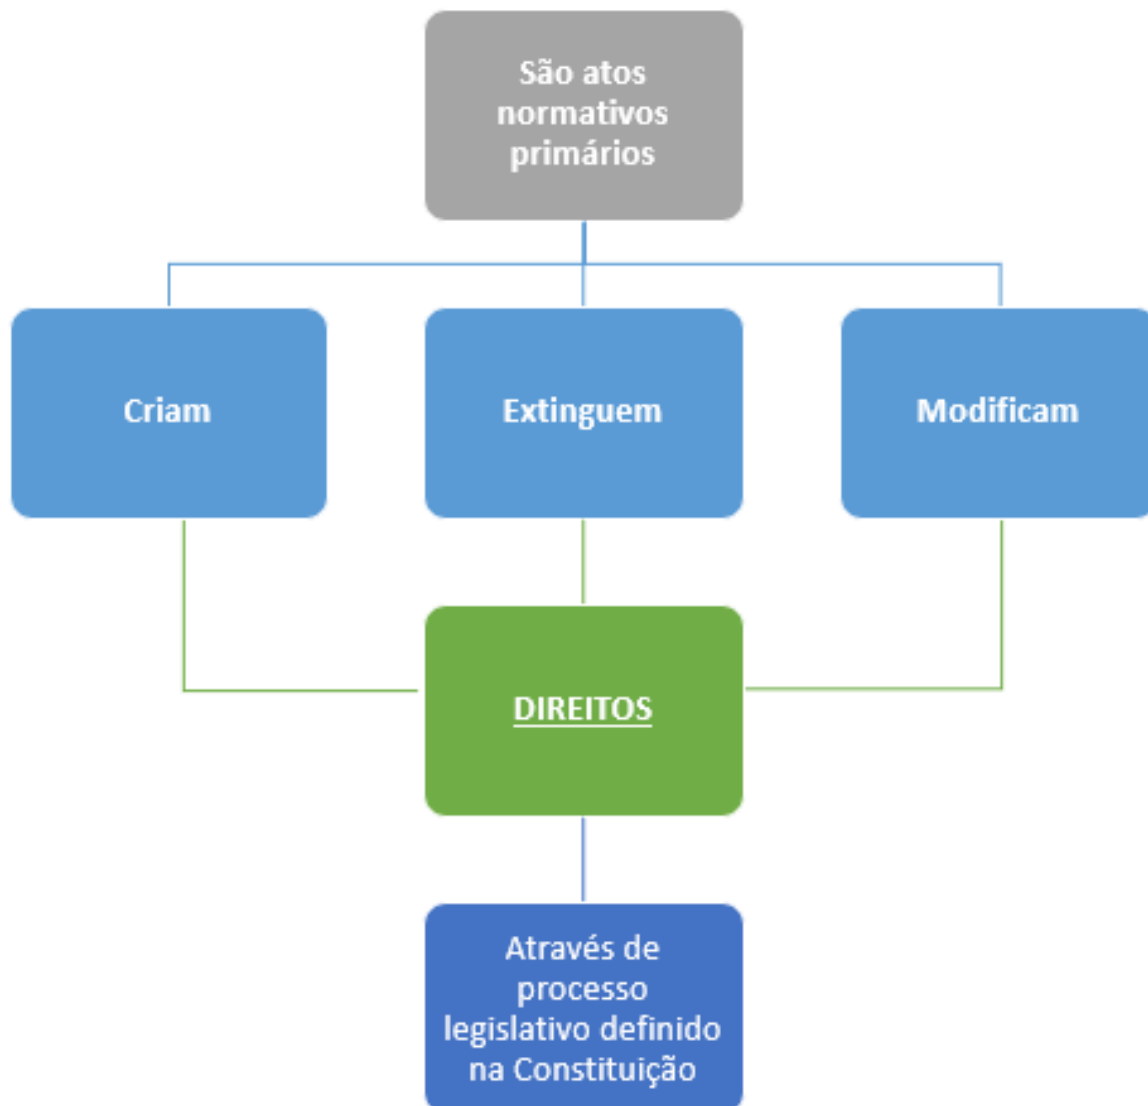 São atos
normativos
primários
Criam
Extinguem
Modificam
DIREITOS
Através de
processo
legislativo definido
na Constituição